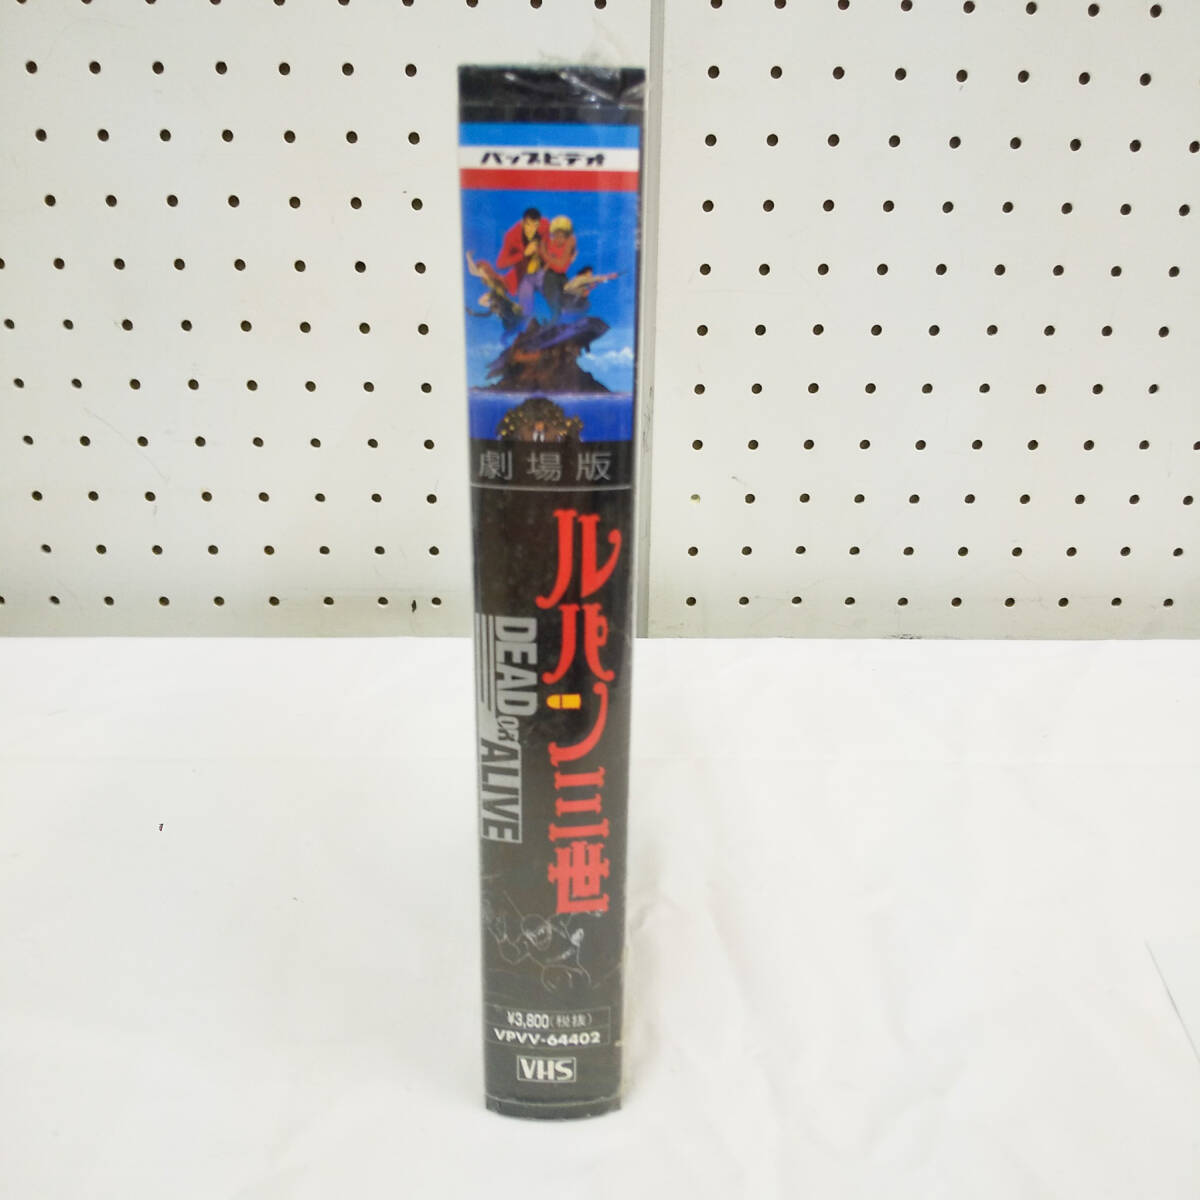 バップビデオ
劇場版
ルパン三世
DEAD OR ALIVE
¥3,800(税抜)
VPVV-64402
VHS